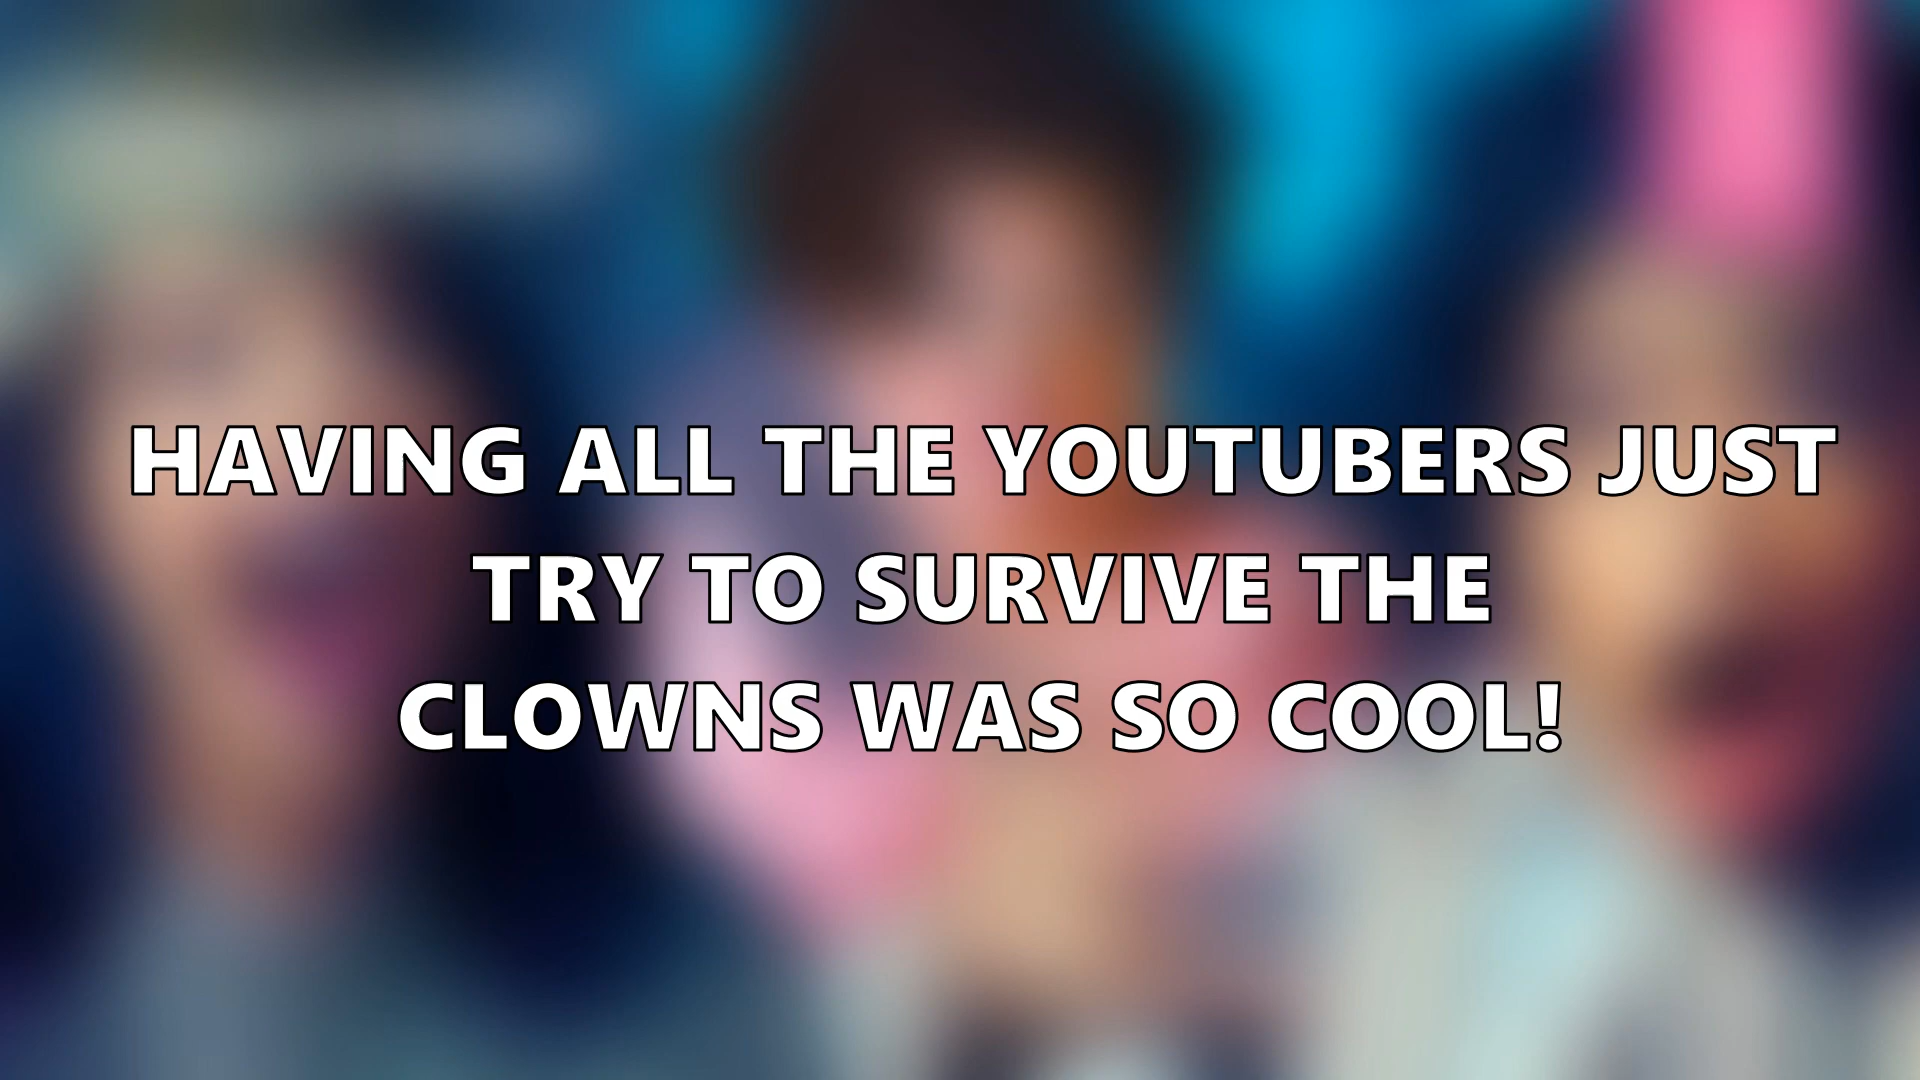 HAVING ALL THE YOUTUBERS JUST
TRY TO SURVIVE THE
CLOWNS WAS SO COOL!